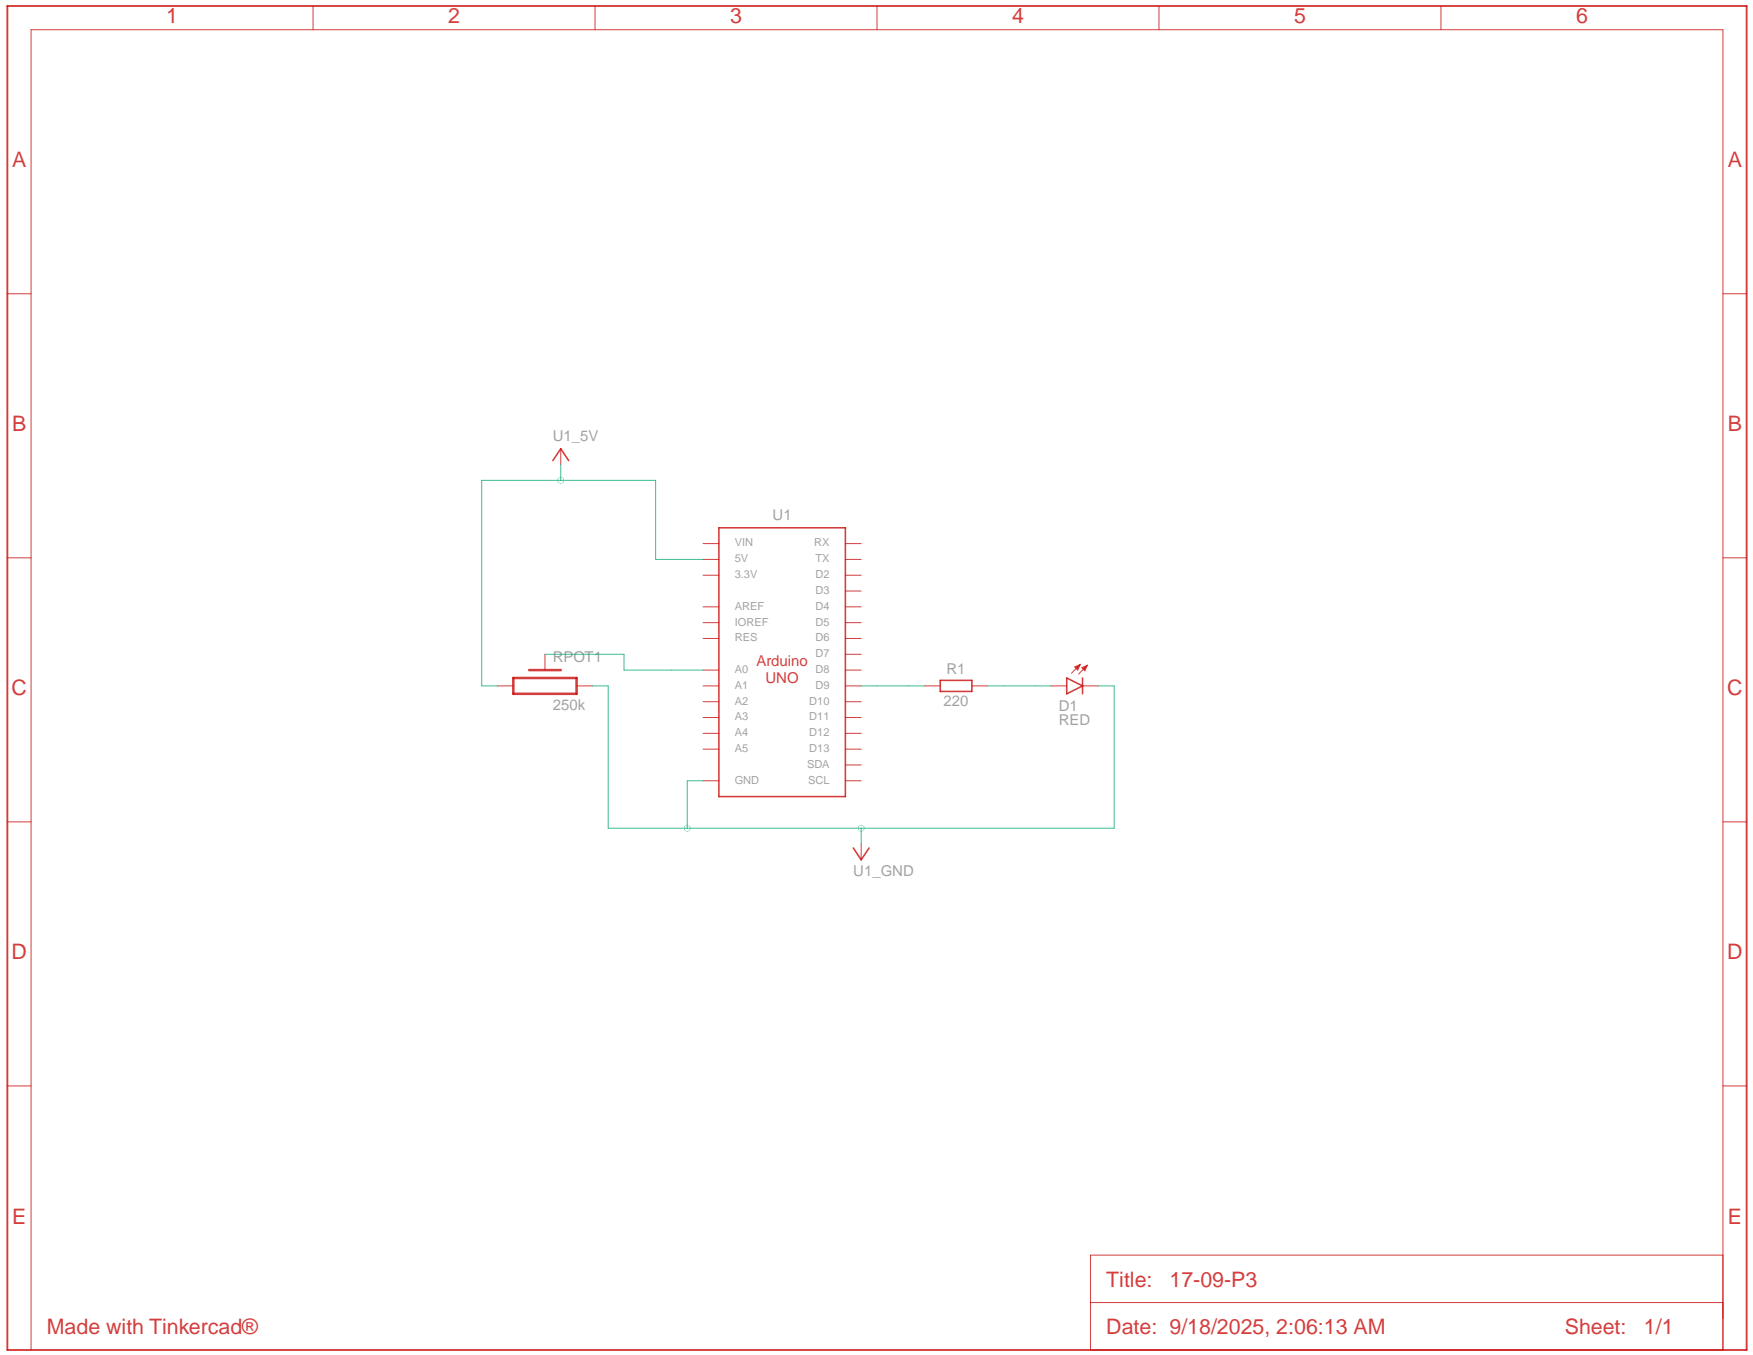 1 2 3 4 5 6
A A
B B
U1_5V
U1
VIN RX
5V TX
3.3V D2
D3
AREF D4
IOREF D5
RES D6
RPOT1 D7
Arduino
A0 D8
UNO
R1
C C
A1 D9
250k
A2 D10
220
D1
A3 D11
RED
A4 D12
A5 D13
SDA
GND SCL
U1_GND
D D
E E
Title: 17-09-P3
Made with Tinkercad®
Date: 9/18/2025, 2:06:13 AM Sheet: 1/1